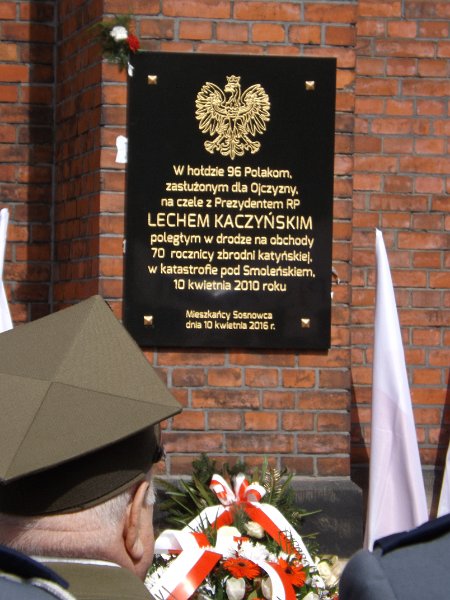 W hołdzie 96 Polakom,
zasłużonym dla Ojczyzny,
na czele z Prezydentem RP
LECHEM KACZYŃSKIM
poległym w drodze na obchody
70 rocznicy zbrodni katyńskiej,
w katastrofie pod Smoleńskiem,
10 kwietnia 2010 roku
Mieszkańcy Sosnowca
dnia 10 kwietnia 2016 r.